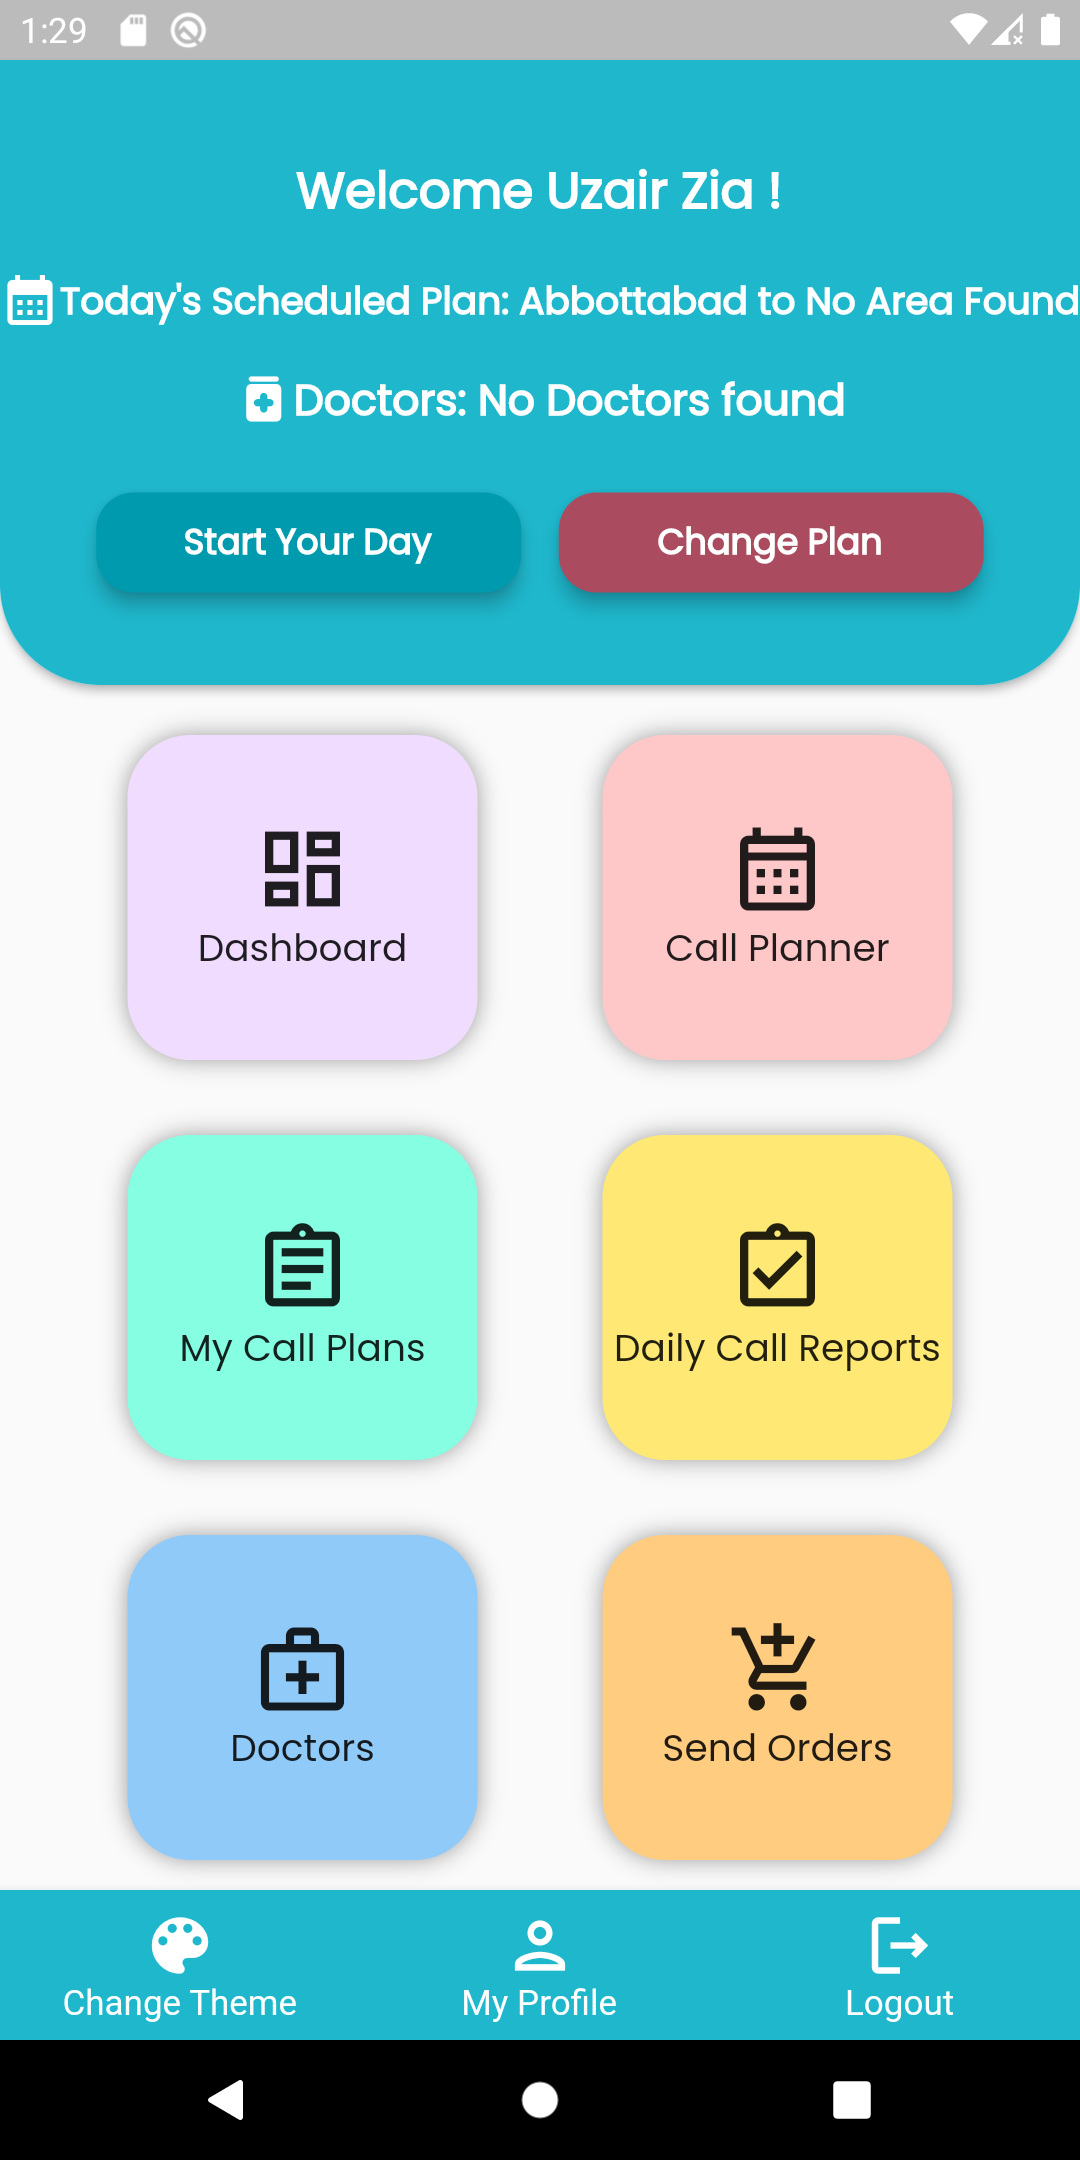 1:29
Welcome Uzair Zia !
Today's Scheduled Plan: Abbottabad to No Area Found
Doctors: No Doctors found
Start Your Day
Change Plan
Dashboard
Call Planner
My Call Plans
Daily Call Reports
Doctors
Send Orders
Change Theme
My Profile
Logout